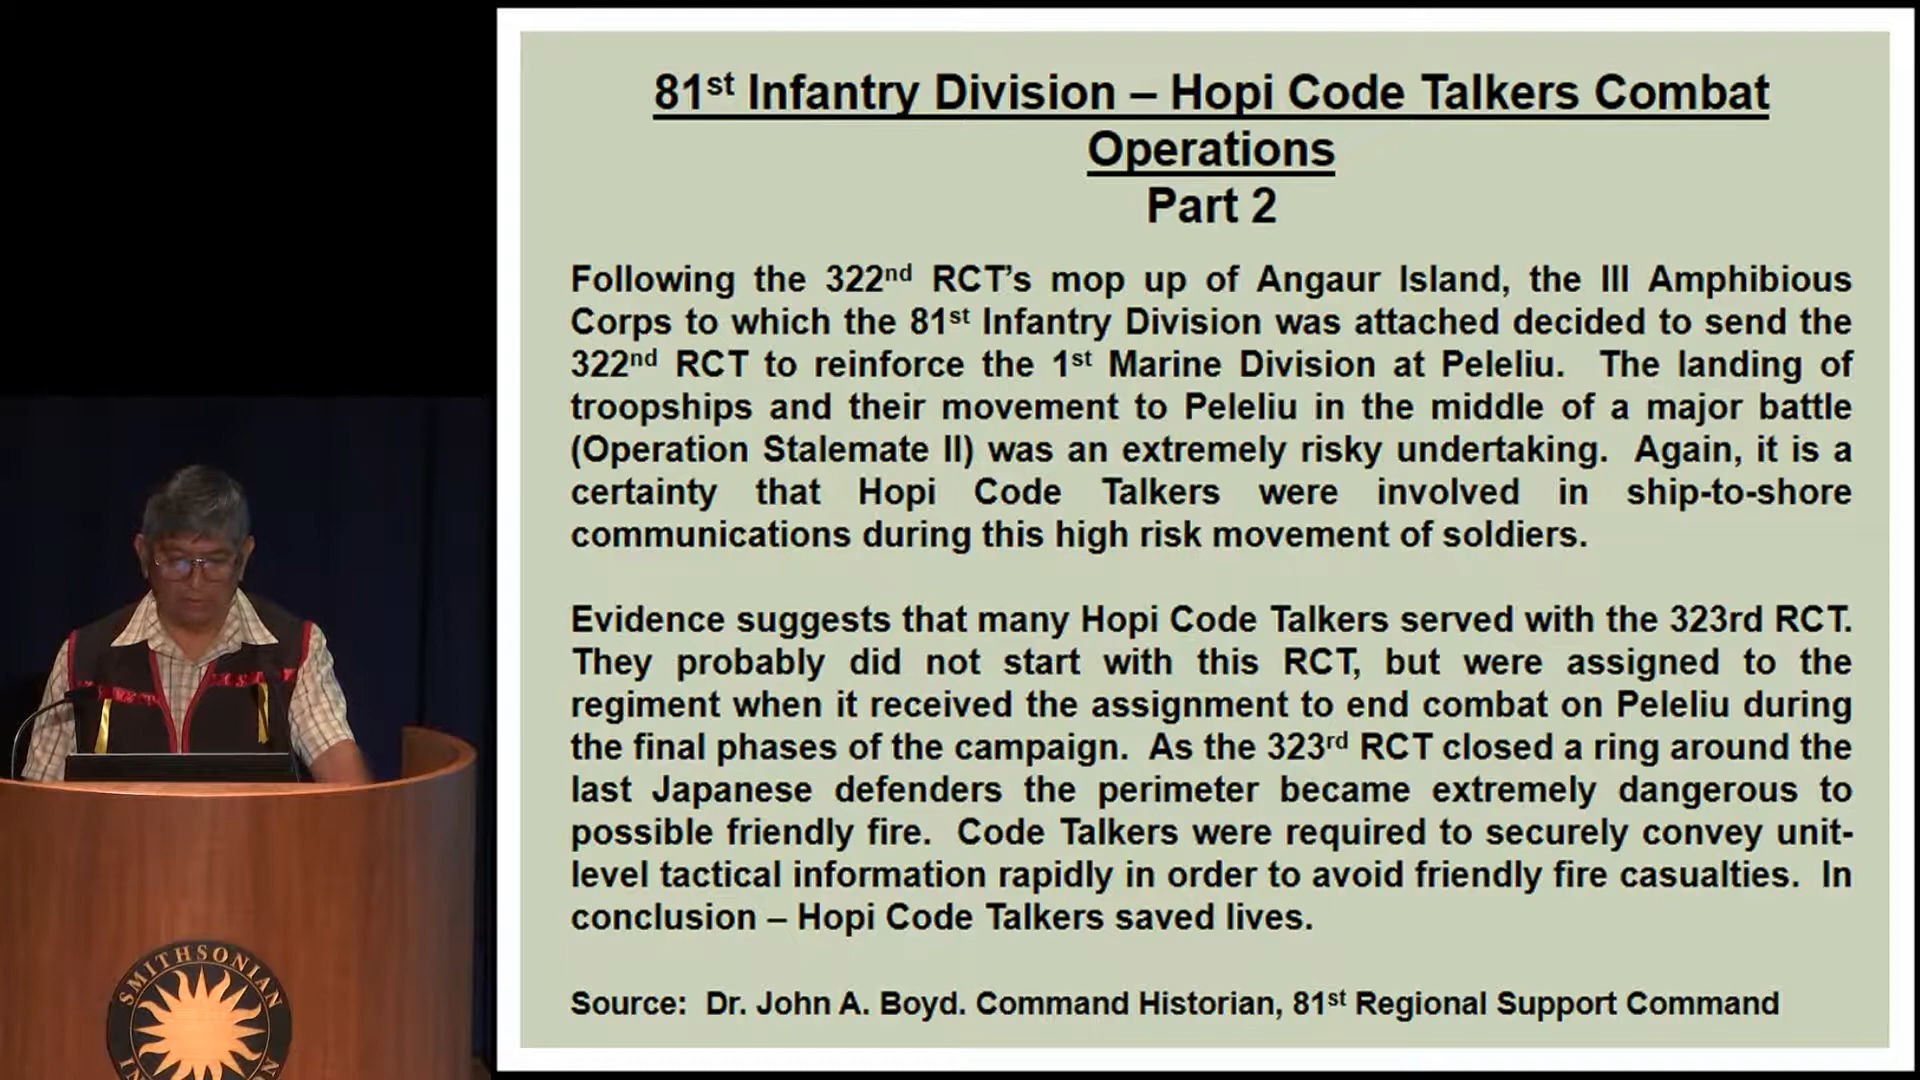 81st Infantry Division – Hopi Code Talkers Combat
Operations
Part 2
Following the 322nd RCT’s mop up of Angaur Island, the III Amphibious
Corps to which the 81st Infantry Division was attached decided to send the
322nd RCT to reinforce the 1st Marine Division at Peleliu. The landing of
troopships and their movement to Peleliu in the middle of a major battle
(Operation Stalemate II) was an extremely risky undertaking. Again, it is a
certainty that Hopi Code Talkers were involved in ship-to-shore
communications during this high risk movement of soldiers.
Evidence suggests that many Hopi Code Talkers served with the 323rd RCT.
They probably did not start with this RCT, but were assigned to the
regiment when it received the assignment to end combat on Peleliu during
the final phases of the campaign. As the 323rd RCT closed a ring around the
last Japanese defenders the perimeter became extremely dangerous to
possible friendly fire. Code Talkers were required to securely convey unit-
level tactical information rapidly in order to avoid friendly fire casualties. In
conclusion – Hopi Code Talkers saved lives.
Source: Dr. John A. Boyd. Command Historian, 81st Regional Support Command
SMITHSONIAN